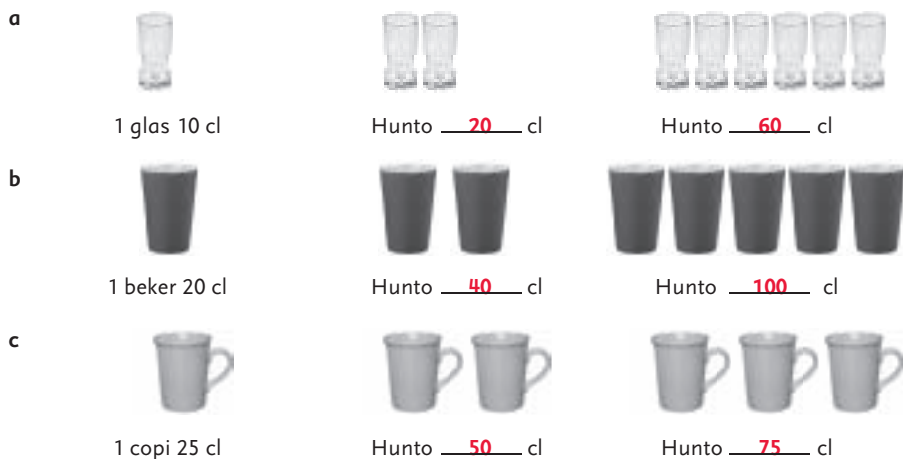 a
1 glas 10 cl Hunto 20 cl Hunto 60 cl
b
1 beker 20 cl Hunto 40 cl Hunto 100 cl
c
1 copi 25 cl Hunto 50 cl Hunto 75 cl